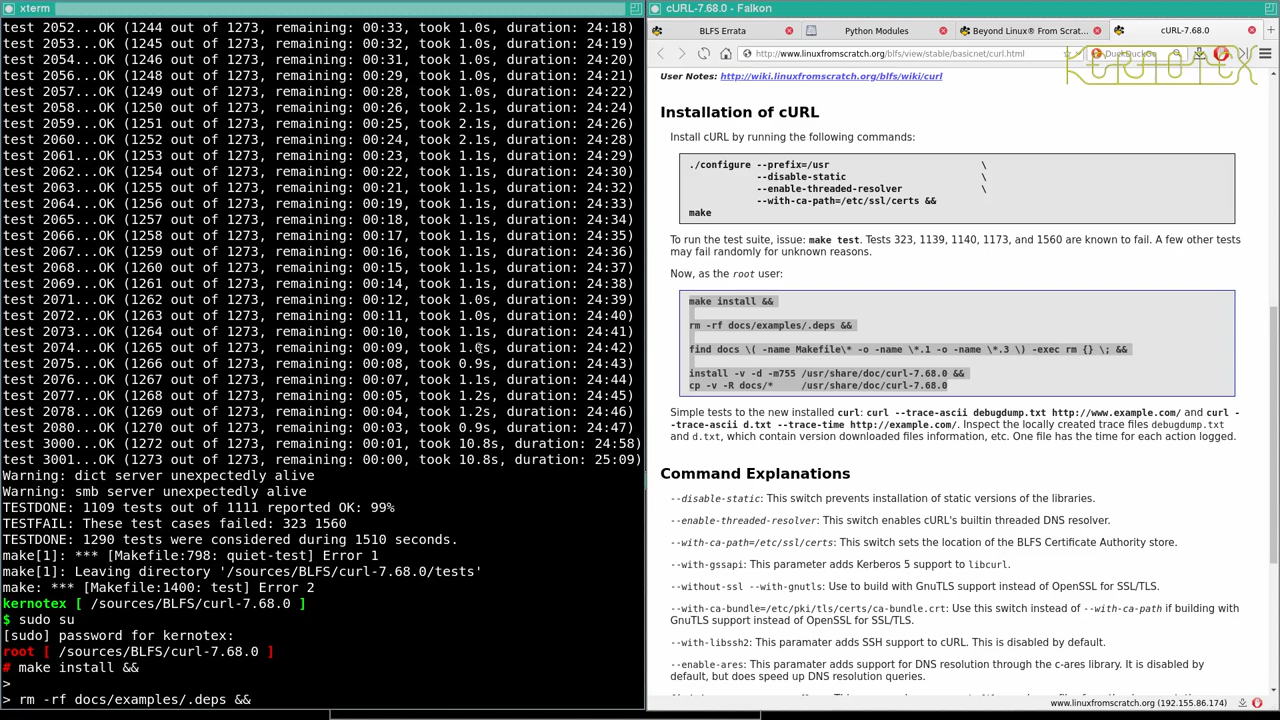 xterm
test 2052...OK (1244 out of 1273, remaining: 00:33, took 1.0s, duration: 24:18)
test 2053...OK (1245 out of 1273, remaining: 00:32, took 1.0s, duration: 24:19)
test 2054...OK (1246 out of 1273, remaining: 00:30, took 1.0s, duration: 24:20)
test 2056...OK (1248 out of 1273, remaining: 00:29, took 1.0s, duration: 24:21)
test 2057...OK (1249 out of 1273, remaining: 00:28, took 1.0s, duration: 24:22)
test 2058...OK (1250 out of 1273, remaining: 00:26, took 2.1s, duration: 24:24)
test 2059...OK (1251 out of 1273, remaining: 00:25, took 2.1s, duration: 24:26)
test 2060...OK (1252 out of 1273, remaining: 00:24, took 2.1s, duration: 24:28)
test 2061...OK (1253 out of 1273, remaining: 00:23, took 1.1s, duration: 24:29)
test 2062...OK (1254 out of 1273, remaining: 00:22, took 1.1s, duration: 24:30)
test 2063...OK (1255 out of 1273, remaining: 00:21, took 1.1s, duration: 24:32)
test 2064...OK (1256 out of 1273, remaining: 00:19, took 1.1s, duration: 24:33)
test 2065...OK (1257 out of 1273, remaining: 00:18, took 1.1s, duration: 24:34)
test 2066...OK (1258 out of 1273, remaining: 00:17, took 1.1s, duration: 24:35)
test 2067...OK (1259 out of 1273, remaining: 00:16, took 1.1s, duration: 24:36)
test 2068...OK (1260 out of 1273, remaining: 00:15, took 1.1s, duration: 24:37)
test 2069...OK (1261 out of 1273, remaining: 00:14, took 1.1s, duration: 24:38)
test 2071...OK (1262 out of 1273, remaining: 00:12, took 1.0s, duration: 24:39)
test 2072...OK (1263 out of 1273, remaining: 00:11, took 1.0s, duration: 24:40)
test 2073...OK (1264 out of 1273, remaining: 00:10, took 1.1s, duration: 24:41)
test 2074...OK (1265 out of 1273, remaining: 00:09, took 1.0s, duration: 24:42)
test 2075...OK (1266 out of 1273, remaining: 00:08, took 0.9s, duration: 24:43)
test 2076...OK (1267 out of 1273, remaining: 00:07, took 1.1s, duration: 24:44)
test 2077...OK (1268 out of 1273, remaining: 00:05, took 1.2s, duration: 24:45)
test 2078...OK (1269 out of 1273, remaining: 00:04, took 1.2s, duration: 24:46)
test 2080...OK (1270 out of 1273, remaining: 00:03, took 0.9s, duration: 24:47)
test 3000...OK (1272 out of 1273, remaining: 00:01, took 10.8s, duration: 24:58)
test 3001...OK (1273 out of 1273, remaining: 00:00, took 10.8s, duration: 25:09)
Warning: dict server unexpectedly alive
Warning: smb server unexpectedly alive
TESTDONE: 1109 tests out of 1111 reported OK: 99%
TESTFAIL: These test cases failed: 323 1560
TESTDONE: 1290 tests were considered during 1510 seconds.
make[1]: *** [Makefile:798: quiet-test] Error 1
make[1]: Leaving directory '/sources/BLFS/curl-7.68.0/tests'
make: *** [Makefile:1400: test] Error 2
kernotex [ /sources/BLFS/curl-7.68.0 ]
$ sudo su
[sudo] password for kernotex:
root [ /sources/BLFS/curl-7.68.0 ]
# make install &&
>
> rm -rf docs/examples/.deps &&
cURL-7.68.0 - Falkon
BLFS Errata
Python Modules
Beyond Linux® From Scrat...
cURL-7.68.0
http://www.linuxfromscratch.org/blfs/view/stable/basicnet/curl.html
DuckDuckGo
KERNOTEX
User Notes: http://wiki.linuxfromscratch.org/blfs/wiki/curl
Installation of cURL
Install cURL by running the following commands:
./configure --prefix=/usr \
--disable-static \
--enable-threaded-resolver \
--with-ca-path=/etc/ssl/certs &&
make
To run the test suite, issue: make test. Tests 323, 1139, 1140, 1173, and 1560 are known to fail. A few other tests
may fail randomly for unknown reasons.
Now, as the root user:
make install &&
rm -rf docs/examples/.deps &&
find docs \( -name Makefile\* -o -name \*.1 -o -name \*.3 \) -exec rm {} \; &&
install -v -d -m755 /usr/share/doc/curl-7.68.0 &&
cp -v -R docs/* /usr/share/doc/curl-7.68.0
Simple tests to the new installed curl: curl --trace-ascii debugdump.txt http://www.example.com/ and curl -
-trace-ascii d.txt --trace-time http://example.com/. Inspect the locally created trace files debugdump.txt
and d.txt, which contain version downloaded files information, etc. One file has the time for each action logged.
Command Explanations
--disable-static: This switch prevents installation of static versions of the libraries.
--enable-threaded-resolver: This switch enables cURL's builtin threaded DNS resolver.
--with-ca-path=/etc/ssl/certs: This switch sets the location of the BLFS Certificate Authority store.
--with-gssapi: This parameter adds Kerberos 5 support to libcurl.
--without-ssl --with-gnutls: Use to build with GnuTLS support instead of OpenSSL for SSL/TLS.
--with-ca-bundle=/etc/pki/tls/certs/ca-bundle.crt: Use this switch instead of --with-ca-path if building with
GnuTLS support instead of OpenSSL for SSL/TLS.
--with-libssh2: This paramater adds SSH support to cURL. This is disabled by default.
--enable-ares: This paramater adds support for DNS resolution through the c-ares library. It is disabled by
default, but does speed up DNS resolution queries.
www.linuxfromscratch.org (192.155.86.174)